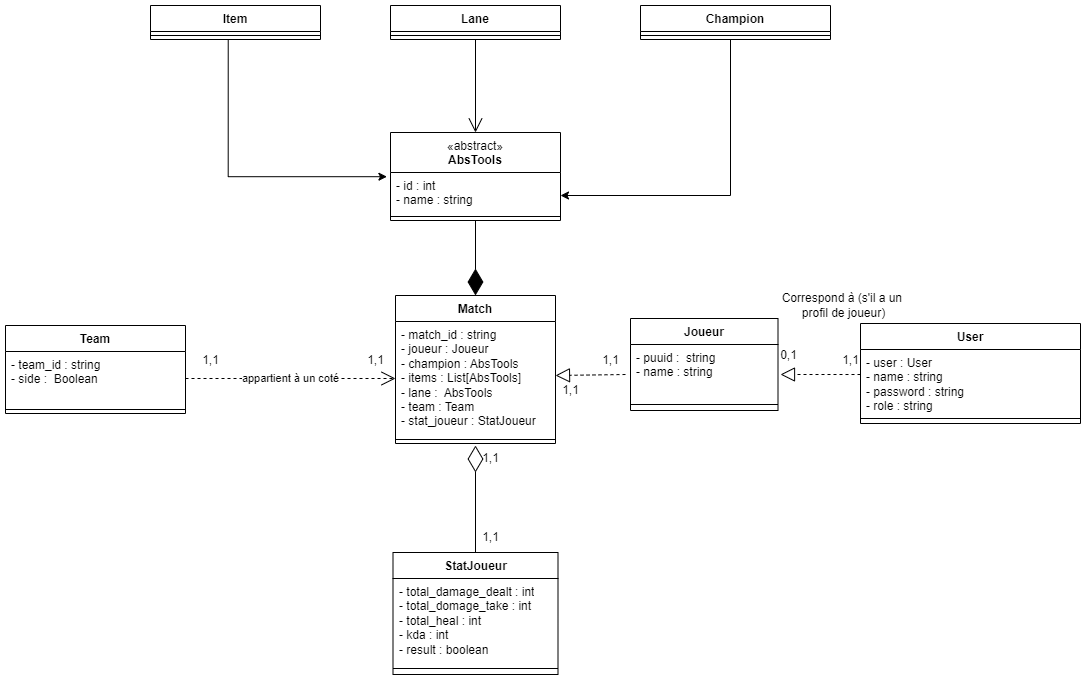 Item
Lane
Champion
«abstract»
AbsTools
- id : int
- name : string
Match
- match_id : string
- joueur : Joueur
- champion : AbsTools
- items : List[AbsTools]
- lane : AbsTools
- team : Team
- stat_joueur : StatJoueur
Team
- team_id : string
- side : Boolean
1,1
appartient à un coté
1,1
Joueur
- puuid : string
- name : string
1,1
1,1
Correspond à (s'il a un
profil de joueur)
0,1
1,1
User
- user : User
- name : string
- password : string
- role : string
1,1
1,1
StatJoueur
- total_damage_dealt : int
- total_domage_take : int
- total_heal : int
- kda : int
- result : boolean